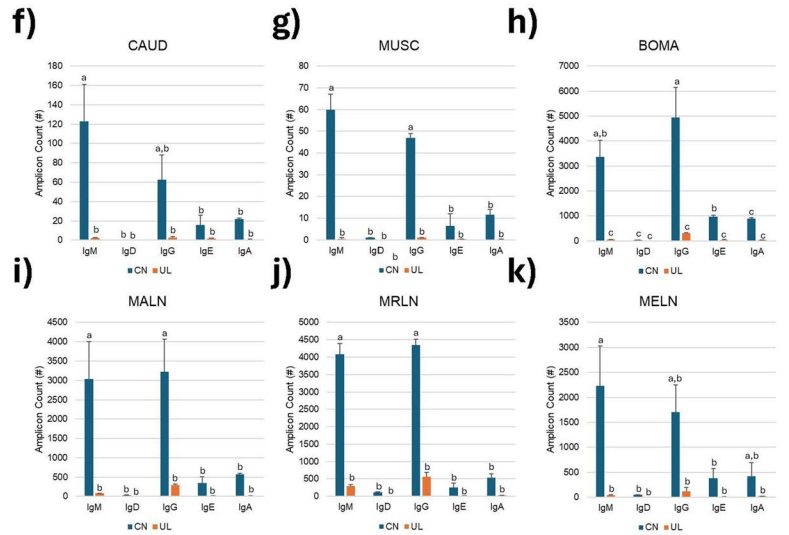 f)
CAUD
Amplicon Count (#)
180
160
140
120
100
80
60
40
20
0
a
b
b b
a,b
b
b
b
b
b
IgM IgD IgG IgE IgA
CN UL
g)
MUSC
Amplicon Count (#)
80
70
60
50
40
30
20
10
0
a
b
b
b
a
b
b
b
b
b
IgM IgD IgG IgE IgA
CN UL
h)
BOMA
Amplicon Count (#)
7000
6000
5000
4000
3000
2000
1000
0
a,b
c
c c
a
c
b
c
c
c
IgM IgD IgG IgE IgA
CN UL
i)
MALN
Amplicon Count (#)
4500
4000
3500
3000
2500
2000
1500
1000
500
0
a
b
b b
a
b
b
b
b
b
IgM IgD IgG IgE IgA
CN UL
j)
MRLN
Amplicon Count (#)
5000
4500
4000
3500
3000
2500
2000
1500
1000
500
0
a
b
b b
a
b
b
b
b
b
IgM IgD IgG IgE IgA
CN UL
k)
MELN
Amplicon Count (#)
3500
3000
2500
2000
1500
1000
500
0
a
b
b b
a,b
b
b
b
a,b
b
IgM IgD IgG IgE IgA
CN UL